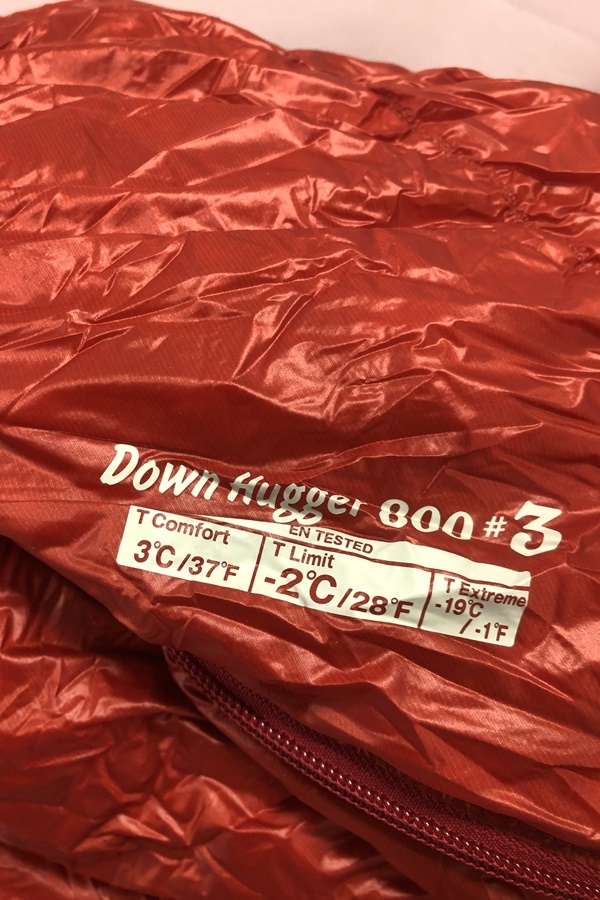 Down Hugger 800 #3
EN TESTED
T Comfort
3℃/37°F
T Limit
-2℃/28°F
T Extreme
-19℃
/-1°F